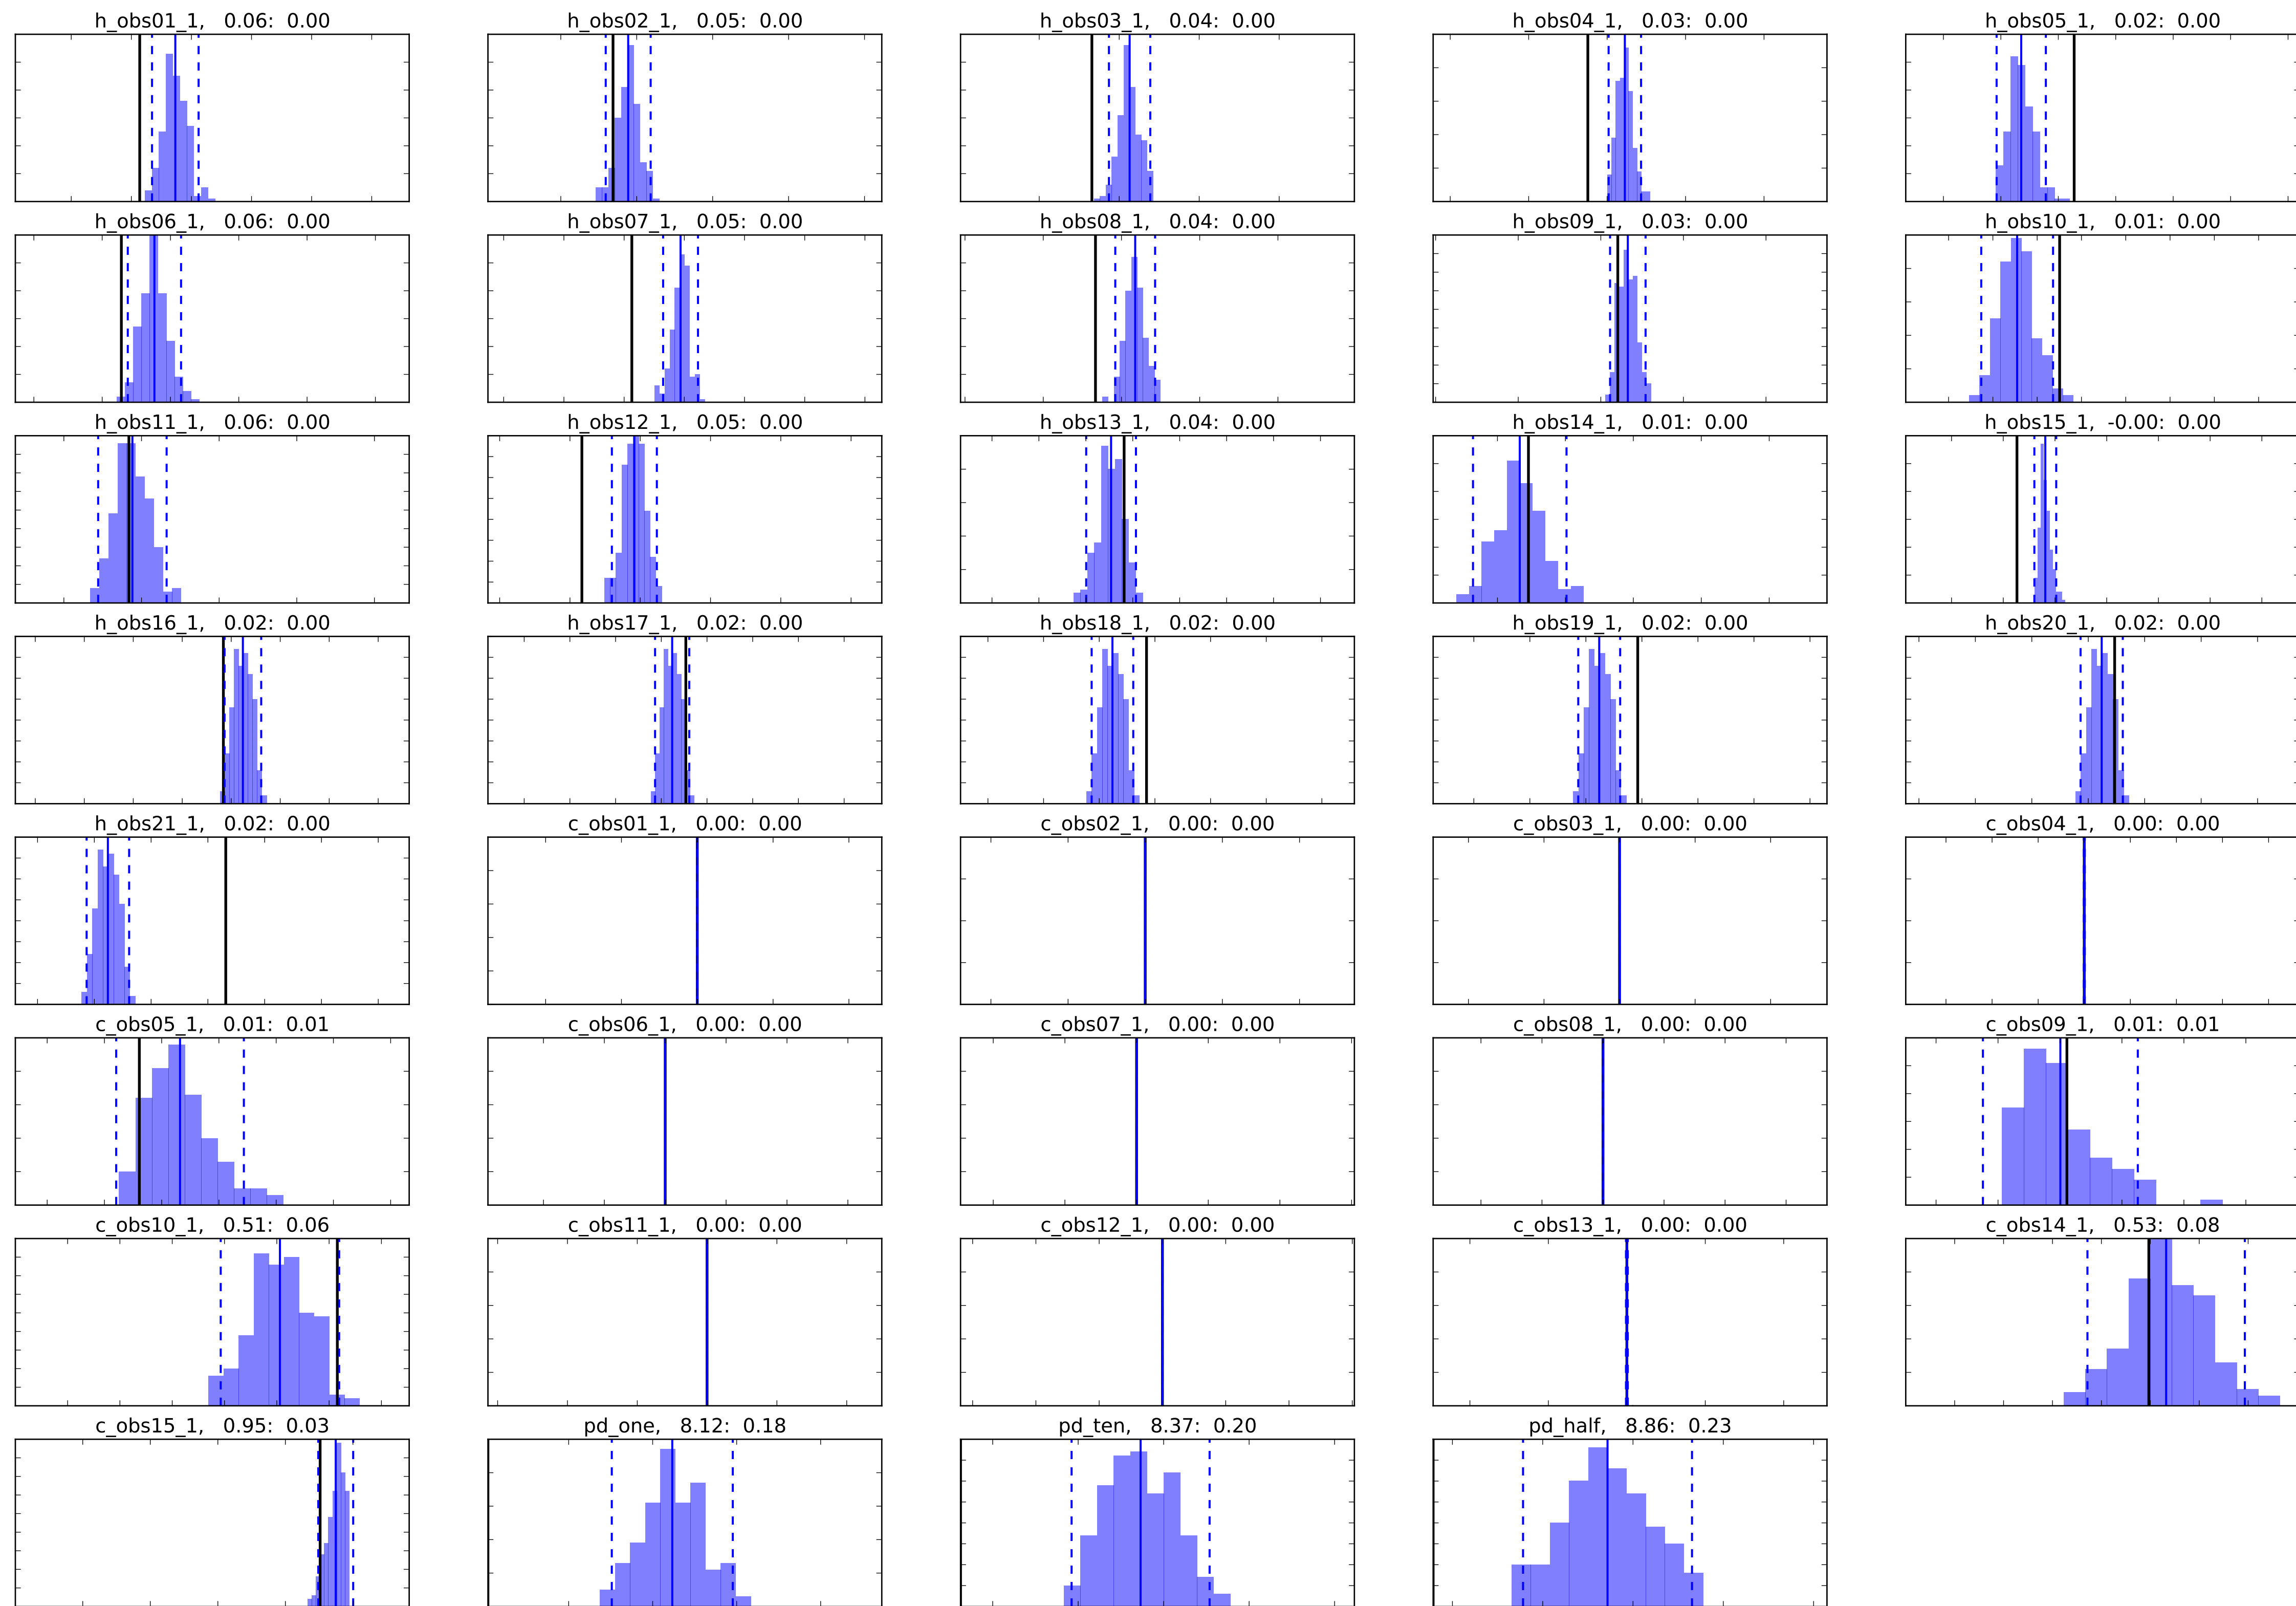 h_obs01_1, 0.06: 0.00
h_obs02_1, 0.05: 0.00
h_obs03_1, 0.04: 0.00
h_obs04_1, 0.03: 0.00
h_obs05_1, 0.02: 0.00
h_obs06_1, 0.06: 0.00
h_obs07_1, 0.05: 0.00
h_obs08_1, 0.04: 0.00
h_obs09_1, 0.03: 0.00
h_obs10_1, 0.01: 0.00
h_obs11_1, 0.06: 0.00
h_obs12_1, 0.05: 0.00
h_obs13_1, 0.04: 0.00
h_obs14_1, 0.01: 0.00
h_obs15_1, -0.00: 0.00
h_obs16_1, 0.02: 0.00
h_obs17_1, 0.02: 0.00
h_obs18_1, 0.02: 0.00
h_obs19_1, 0.02: 0.00
h_obs20_1, 0.02: 0.00
h_obs21_1, 0.02: 0.00
c_obs01_1, 0.00: 0.00
c_obs02_1, 0.00: 0.00
c_obs03_1, 0.00: 0.00
c_obs04_1, 0.00: 0.00
c_obs05_1, 0.01: 0.01
c_obs06_1, 0.00: 0.00
c_obs07_1, 0.00: 0.00
c_obs08_1, 0.00: 0.00
c_obs09_1, 0.01: 0.01
c_obs10_1, 0.51: 0.06
c_obs11_1, 0.00: 0.00
c_obs12_1, 0.00: 0.00
c_obs13_1, 0.00: 0.00
c_obs14_1, 0.53: 0.08
c_obs15_1, 0.95: 0.03
pd_one, 8.12: 0.18
pd_ten, 8.37: 0.20
pd_half, 8.86: 0.23